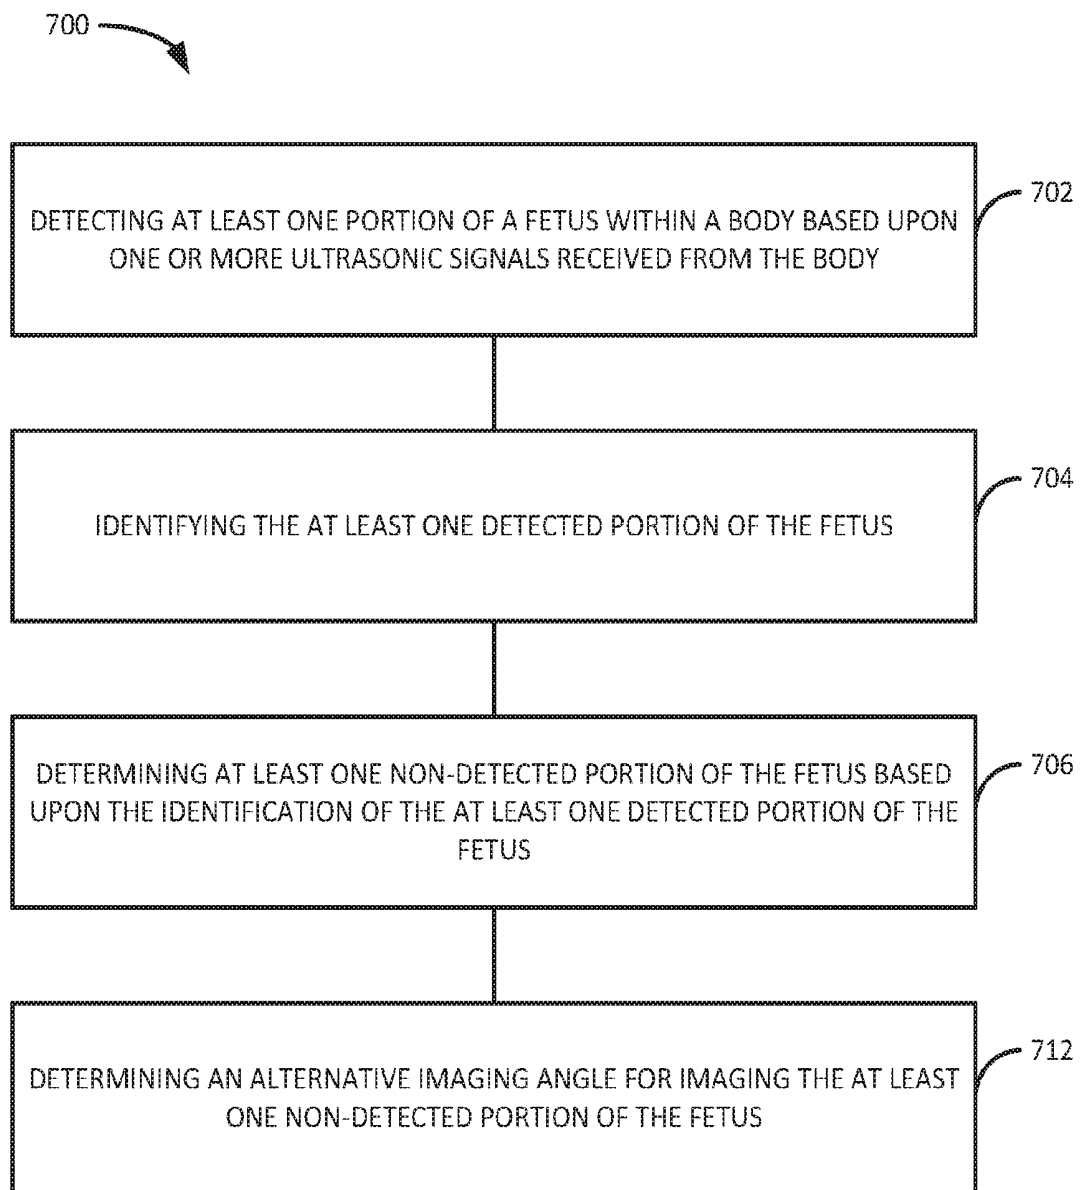 700
DETECTING AT LEAST ONE PORTION OF A FETUS WITHIN A BODY BASED UPON
ONE OR MORE ULTRASONIC SIGNALS RECEIVED FROM THE BODY
702
IDENTIFYING THE AT LEAST ONE DETECTED PORTION OF THE FETUS
704
DETERMINING AT LEAST ONE NON-DETECTED PORTION OF THE FETUS BASED
UPON THE IDENTIFICATION OF THE AT LEAST ONE DETECTED PORTION OF THE
FETUS
706
DETERMINING AN ALTERNATIVE IMAGING ANGLE FOR IMAGING THE AT LEAST
ONE NON-DETECTED PORTION OF THE FETUS
712